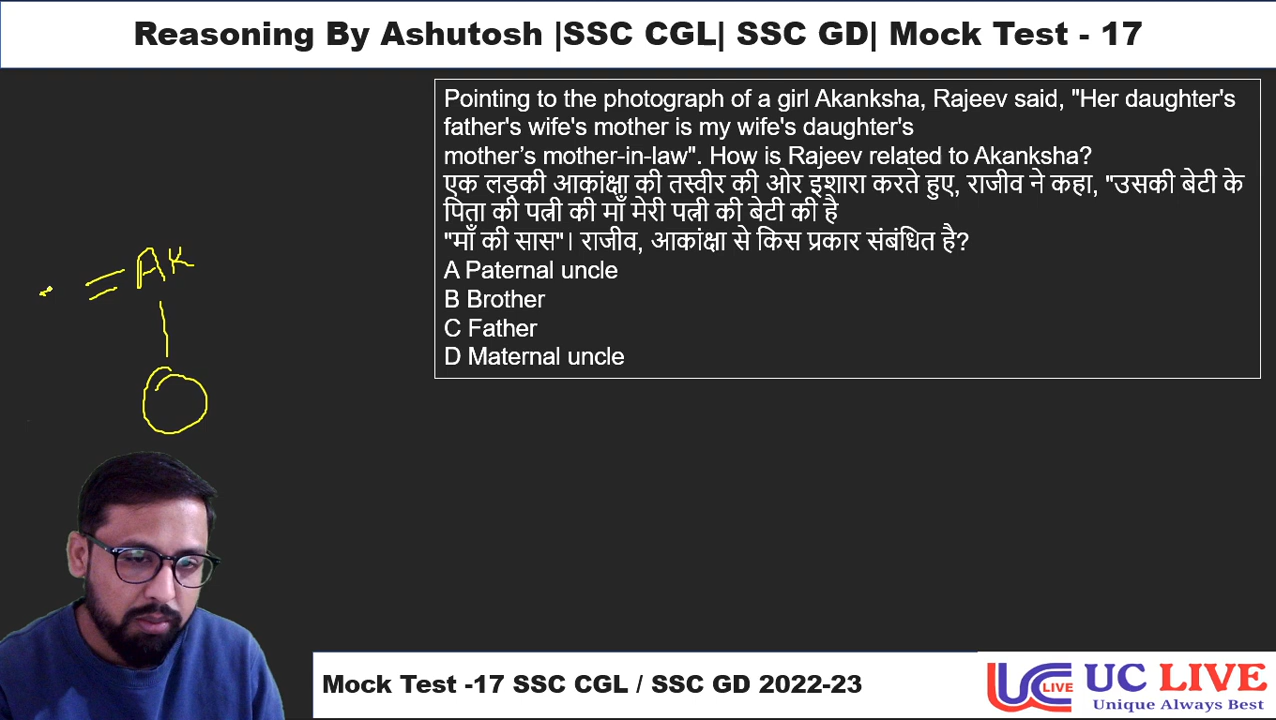 Reasoning By Ashutosh |SSC CGL| SSC GD| Mock Test - 17
Pointing to the photograph of a girl Akanksha, Rajeev said, "Her daughter's
father's wife's mother is my wife's daughter's
mother’s mother-in-law". How is Rajeev related to Akanksha?
एक लड़की आकांक्षा की तस्वीर की ओर इशारा करते हुए, राजीव ने कहा, "उसकी बेटी के
पिता की पत्नी की माँ मेरी पत्नी की बेटी की है
"माँ की सास"। राजीव, आकांक्षा से किस प्रकार संबंधित है?
A Paternal uncle
B Brother
C Father
D Maternal uncle
= AK
Mock Test -17 SSC CGL / SSC GD 2022-23
UC LIVE UC LIVE
Unique Always Best